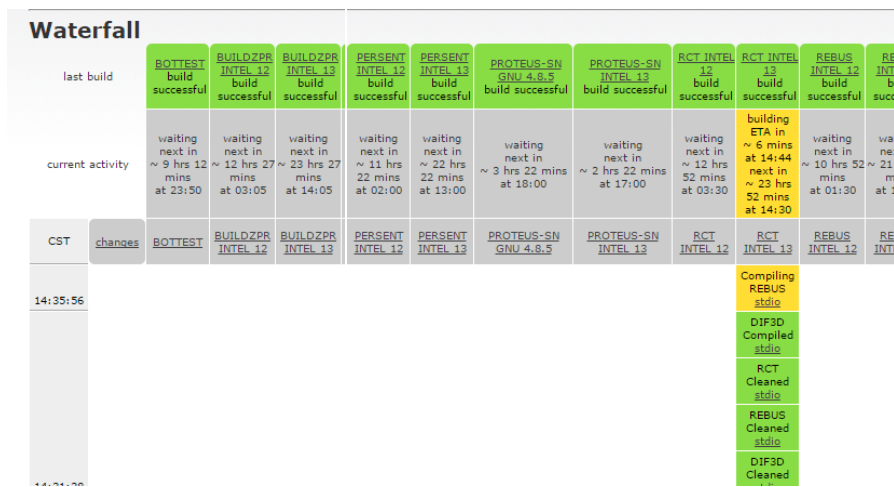 Waterfall
last build
BOTTEST
build
successful
BUILDZPR
INTEL 12
build
successful
BUILDZPR
INTEL 13
build
successful
PERSENT
INTEL 12
build
successful
PERSENT
INTEL 13
build
successful
PROTEUS-SN
GNU 4.8.5
build successful
PROTEUS-SN
INTEL 13
build successful
RCT INTEL
12
build
successful
RCT INTEL
13
build
successful
REBUS
INTEL 12
build
successful
current activity
waiting
next in
~ 9 hrs 12
mins
at 23:50
waiting
next in
~ 12 hrs 27
mins
at 03:05
waiting
next in
~ 23 hrs 27
mins
at 14:05
waiting
next in
~ 11 hrs
22 mins
at 02:00
waiting
next in
~ 22 hrs
22 mins
at 13:00
waiting
next in
~ 3 hrs 22 mins
at 18:00
waiting
next in
~ 2 hrs 22 mins
at 17:00
waiting
next in
~ 12 hrs
52 mins
at 03:30
building
ETA in
~ 6 mins
at 14:44
next in
~ 23 hrs
52 mins
at 14:30
waiting
next in
~ 10 hrs 52
mins
at 01:30
~ 21
CST
changes
BOTTEST
BUILDZPR
INTEL 12
BUILDZPR
INTEL 13
PERSENT
INTEL 12
PERSENT
INTEL 13
PROTEUS-SN
GNU 4.8.5
PROTEUS-SN
INTEL 13
RCT
INTEL 12
RCT
INTEL 13
REBUS
INTEL 12
14:35:56
Compiling
REBUS
stdio
DIF3D
Compiled
stdio
RCT
Cleaned
stdio
REBUS
Cleaned
stdio
DIF3D
Cleaned